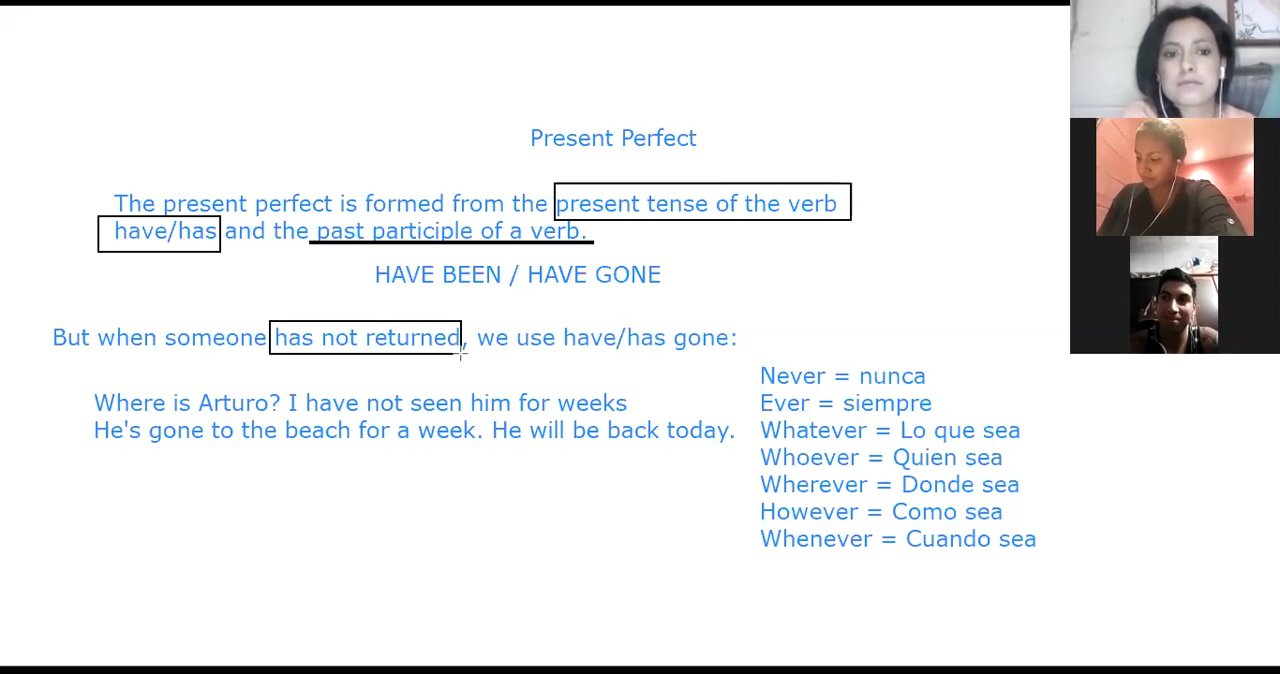 Present Perfect
The present perfect is formed from the present tense of the verb
have/has and the past participle of a verb.
HAVE BEEN / HAVE GONE
But when someone has not returned, we use have/has gone:
Where is Arturo? I have not seen him for weeks
He's gone to the beach for a week. He will be back today.
Never = nunca
Ever = siempre
Whatever = Lo que sea
Whoever = Quien sea
Wherever = Donde sea
However = Como sea
Whenever = Cuando sea